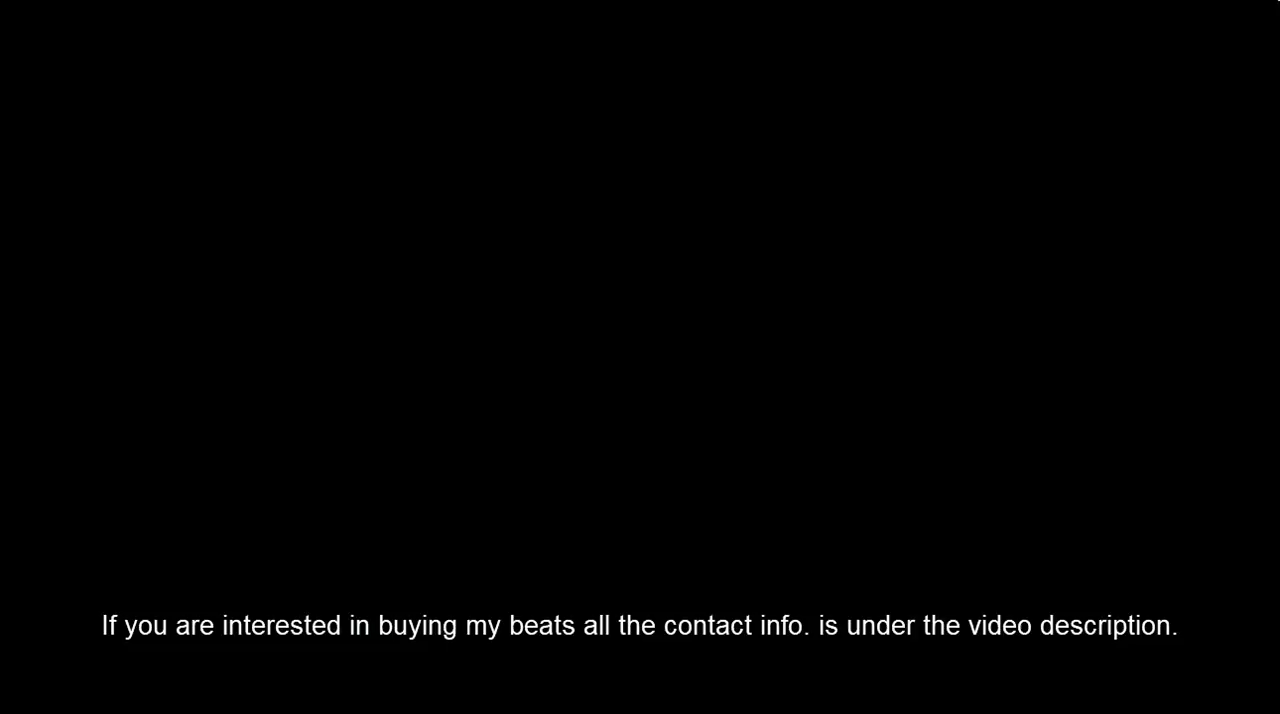 If you are interested in buying my beats all the contact info. is under the video description.